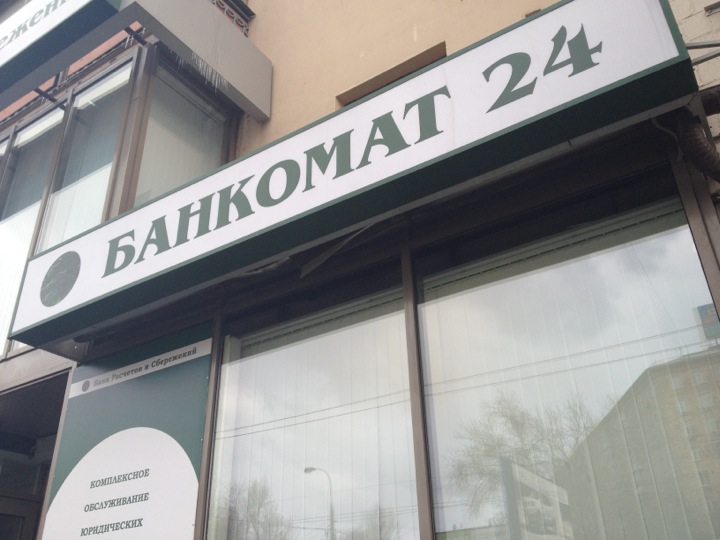 БАНКОМАТ 24
Банк Расчетов и Сбережений
КОМПЛЕКСНОЕ
ОБСЛУЖИВАНИЕ
ЮРИДИЧЕСКИХ